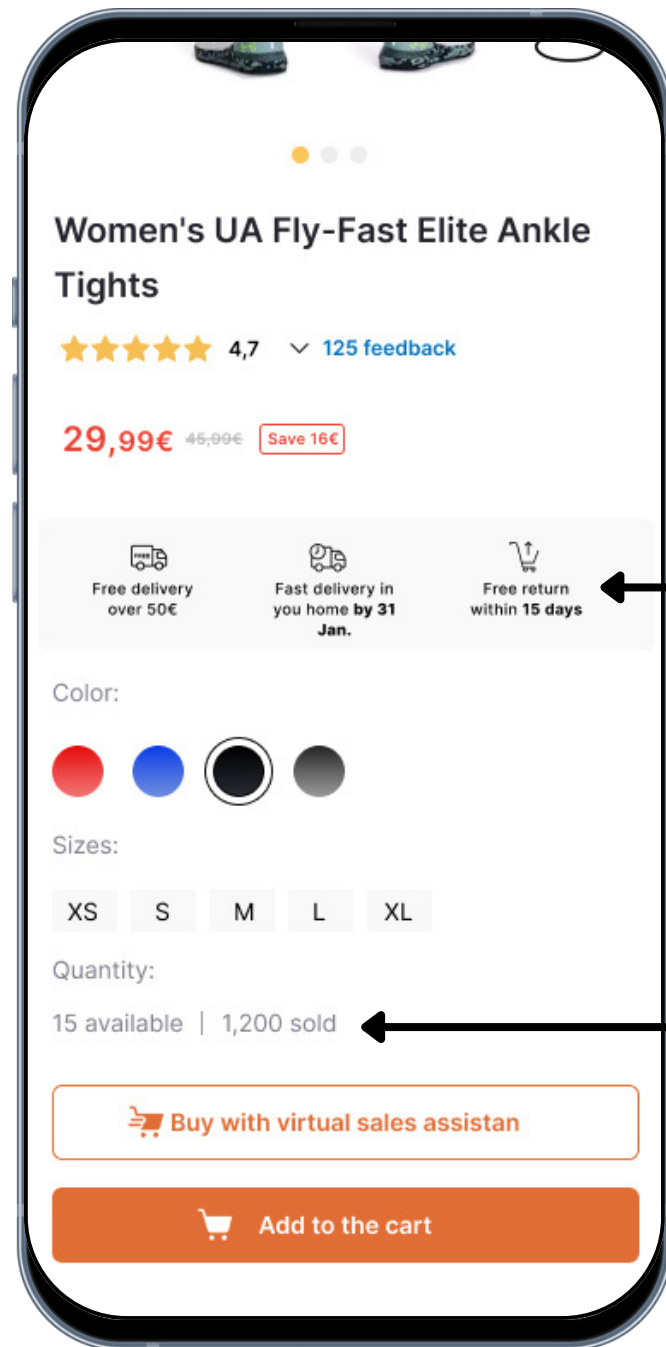 Women's UA Fly-Fast Elite Ankle
Tights
4,7 125 feedback
29,99€ 45,99€ Save 16€
FREE
Free delivery
over 50€
Fast delivery in
you home by 31
Jan.
Free return
within 15 days
Color:
Sizes:
XS S M L XL
Quantity:
15 available | 1,200 sold
Buy with virtual sales assistan
Add to the cart